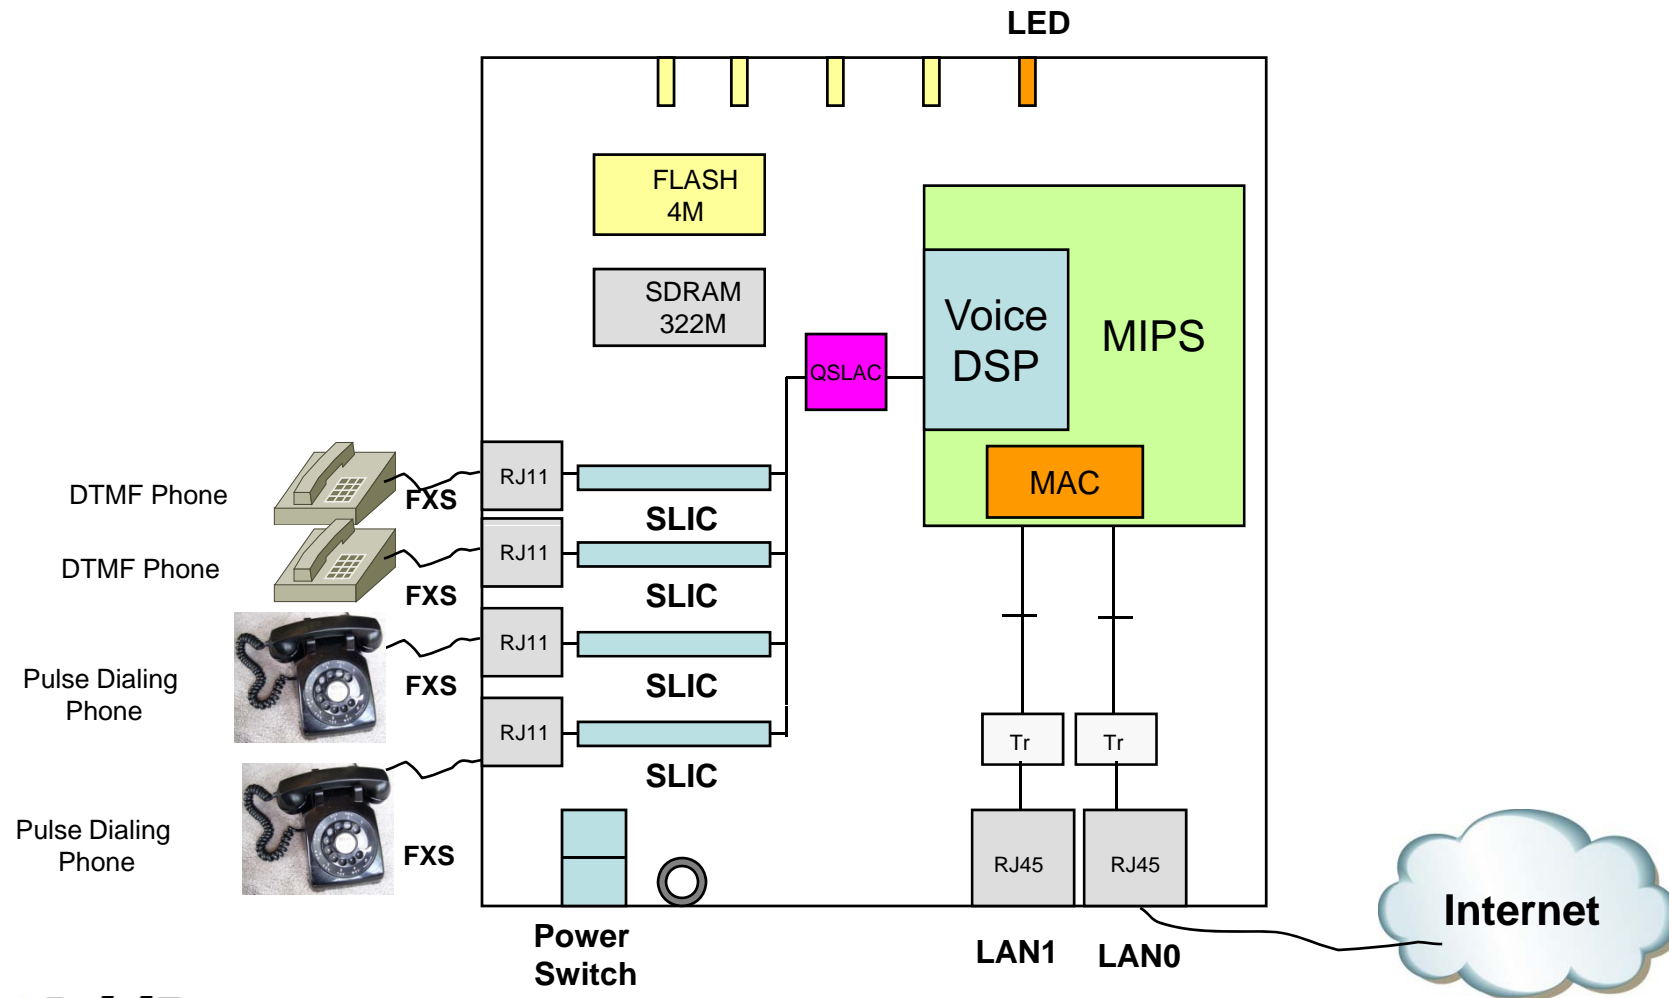 LED
FLASH
4M
SDRAM
322M
Voice
DSP
MIPS
QSLAC
MAC
DTMF Phone
FXS
RJ11
SLIC
DTMF Phone
FXS
RJ11
SLIC
Pulse Dialing
Phone
FXS
RJ11
SLIC
RJ11
SLIC
Pulse Dialing
Phone
FXS
Tr
Tr
RJ45
RJ45
Internet
Power
Switch
LAN1
LAN0